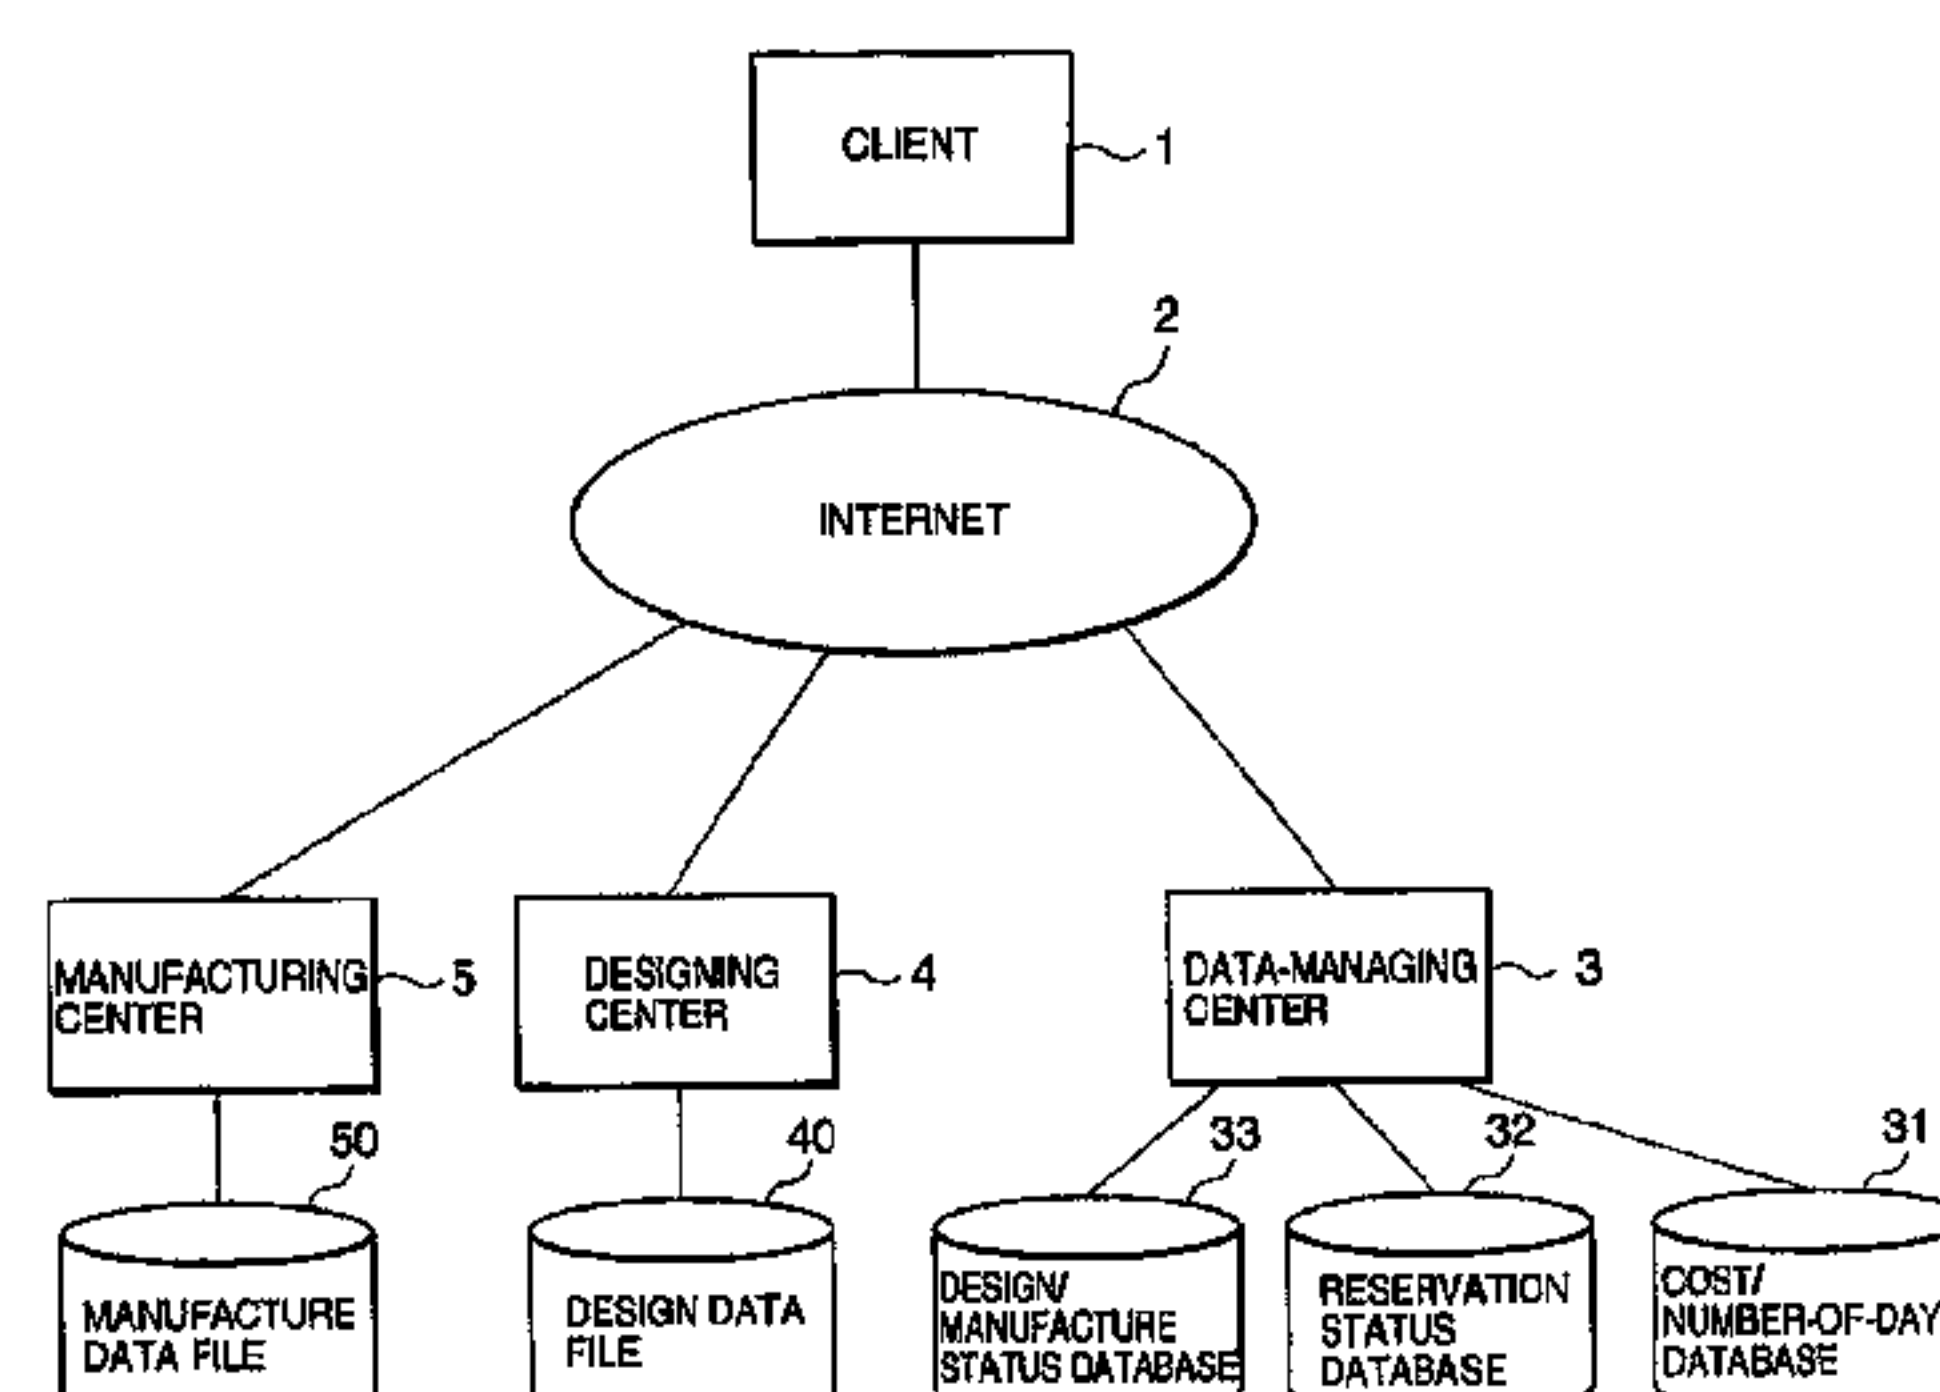 CLIENT
1
2
INTERNET
MANUFACTURING
CENTER
5
DESIGNING
CENTER
4
DATA-MANAGING
CENTER
3
50
40
33
32
31
MANUFACTURE
DATA FILE
DESIGN DATA
FILE
DESIGN/
MANUFACTURE
STATUS DATABASE
RESERVATION
STATUS
DATABASE
COST/
NUMBER-OF-DAY
DATABASE